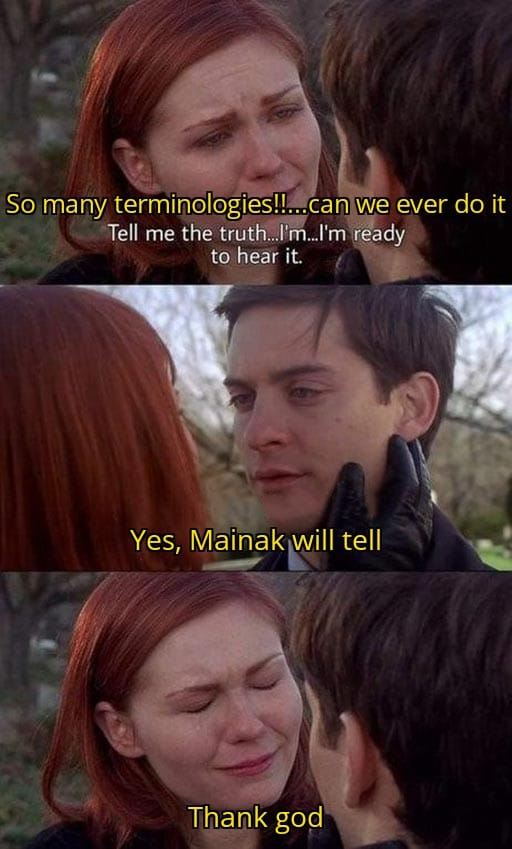 So many terminologies!!...can we ever do it
Tell me the truth...I'm...I'm ready
to hear it.
Yes, Mainak will tell
Thank god